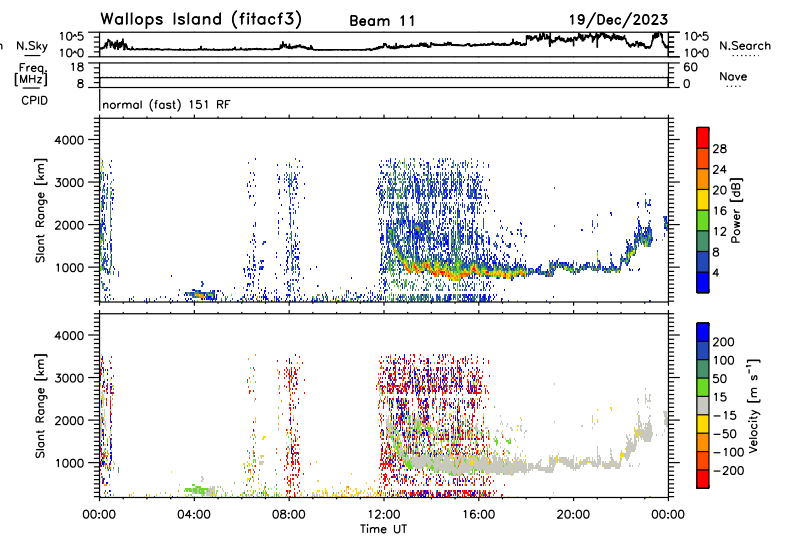 Wallops Island (fitacf3) Beam 11 19/Dec/2023
n N.Sky 10^5 10^0 10^5 10^0 N.Search
Freq. [MHz] 18 8 60 0 Nave
CPID normal (fast) 151 RF
Slant Range [km] 4000 3000 2000 1000
28 24 20 16 12 8 4 Power [dB]
Slant Range [km] 4000 3000 2000 1000
200 100 50 15 -15 -50 -100 -200 Velocity [m s⁻¹]
00:00 04:00 08:00 12:00 16:00 20:00 00:00
Time UT